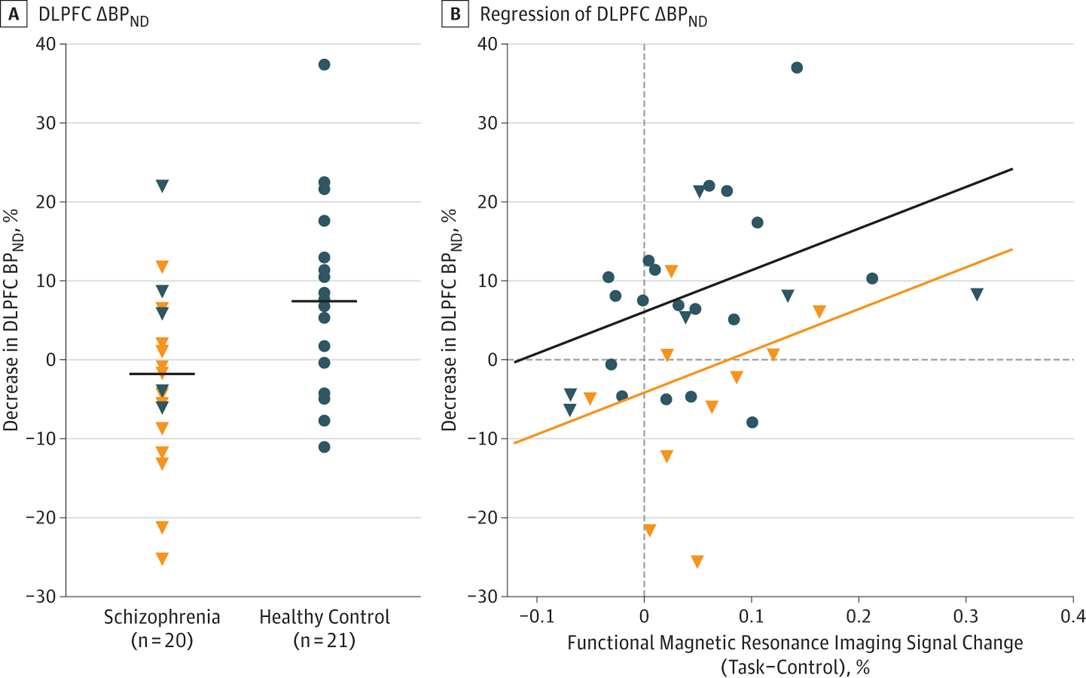 A DLPFC ΔBPND
40
30
20
10
0
−10
−20
−30
Decrease in DLPFC BPND, %
Schizophrenia
(n=20)
Healthy Control
(n=21)
B Regression of DLPFC ΔBPND
40
30
20
10
0
−10
−20
−30
Decrease in DLPFC BPND, %
−0.1 0 0.1 0.2 0.3 0.4
Functional Magnetic Resonance Imaging Signal Change
(Task−Control), %